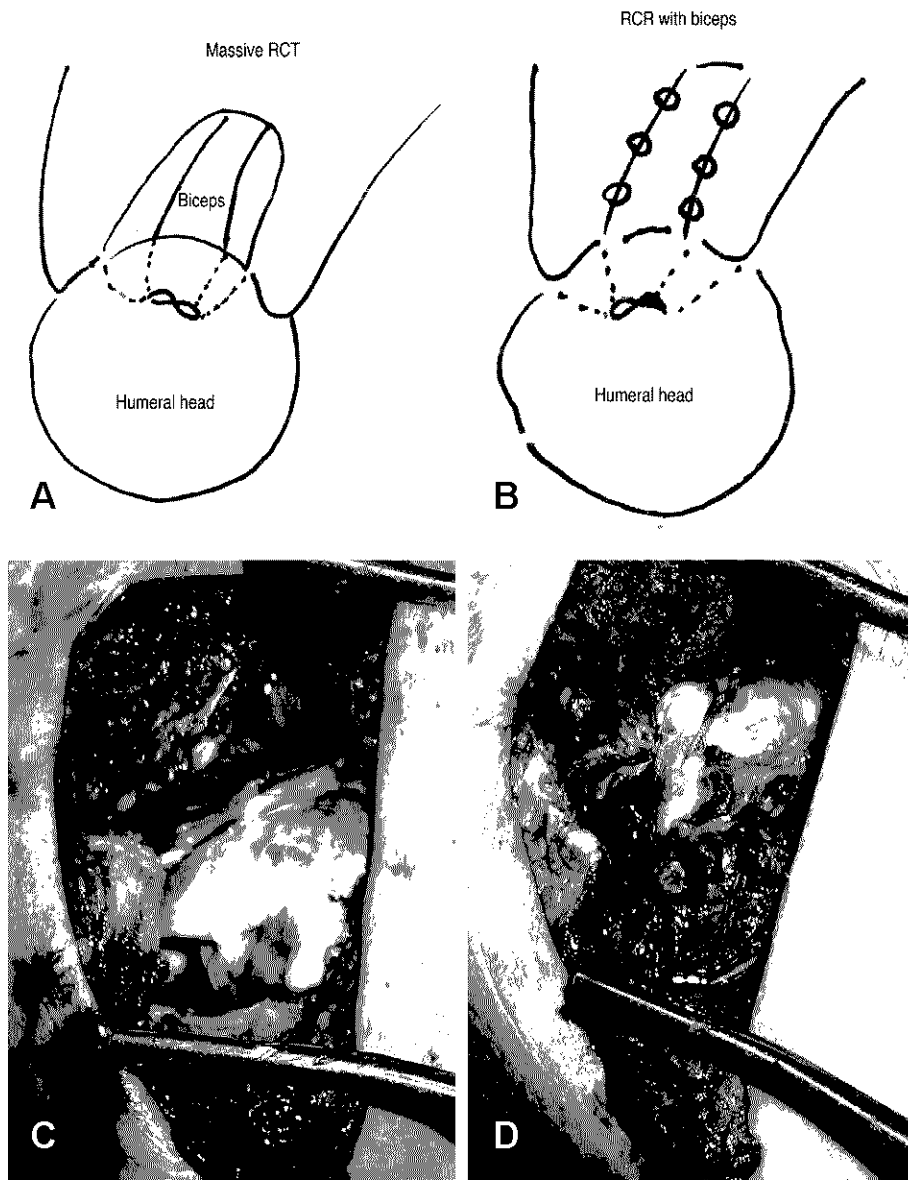 Massive RCT
RCR with biceps
Biceps
Humeral head
Humeral head
A
B
C
D